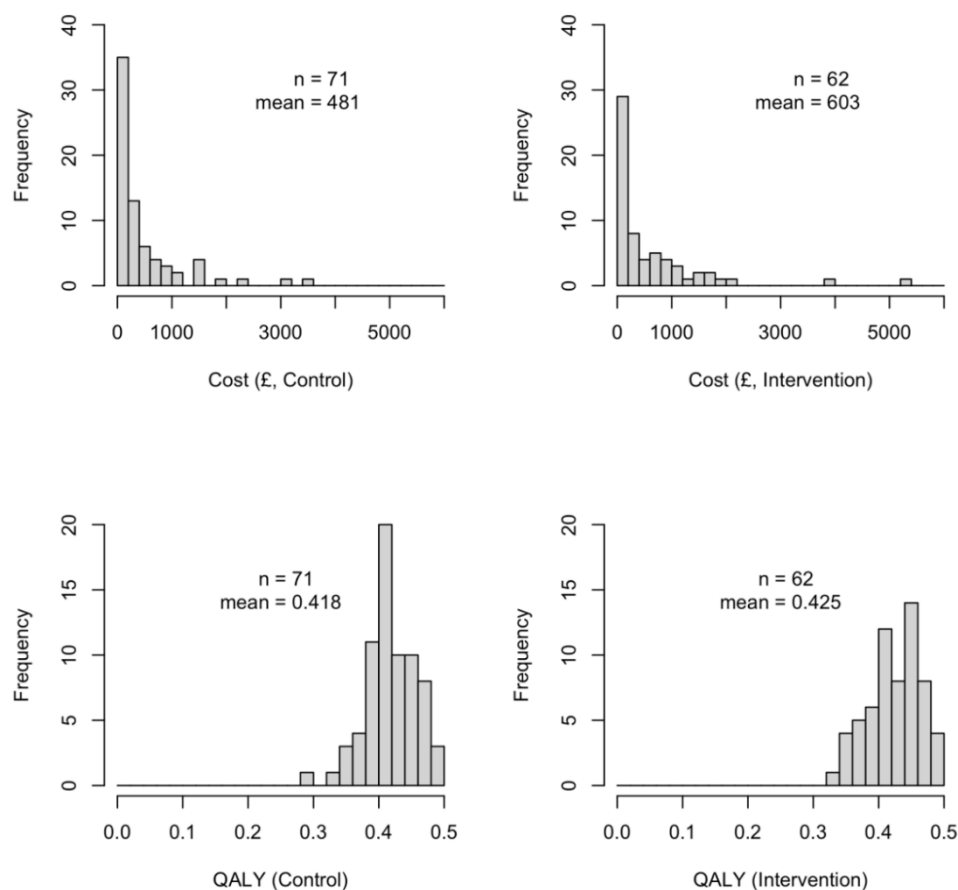 n = 71
mean = 481
Frequency
0
10
20
30
40
0
1000
3000
5000
Cost (£, Control)
n = 62
mean = 603
Frequency
0
10
20
30
40
0
1000
3000
5000
Cost (£, Intervention)
n = 71
mean = 0.418
Frequency
0
5
10
15
20
0.0
0.1
0.2
0.3
0.4
0.5
QALY (Control)
n = 62
mean = 0.425
Frequency
0
5
10
15
20
0.0
0.1
0.2
0.3
0.4
0.5
QALY (Intervention)